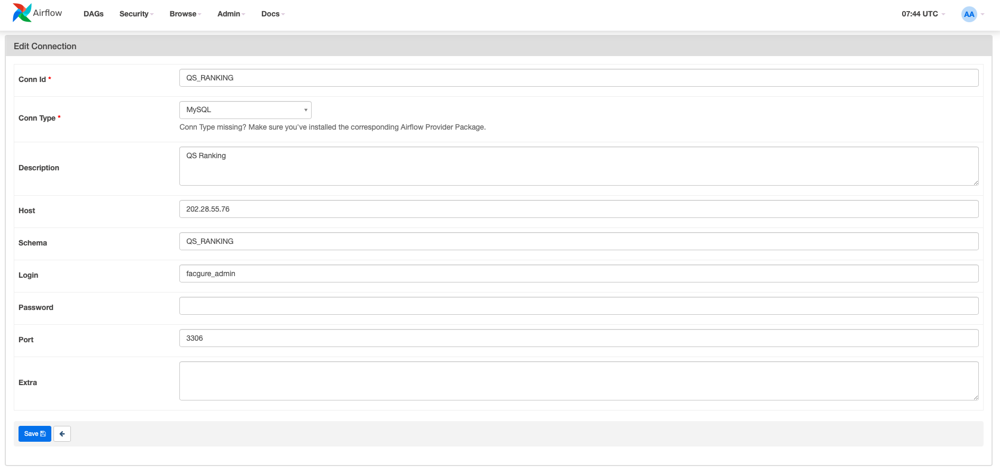 Airflow DAGs Security Browse Admin Docs 07:44 UTC AA
Edit Connection
Conn Id * QS_RANKING
Conn Type * MySQL
Conn Type missing? Make sure you've installed the corresponding Airflow Provider Package.
Description QS Ranking
Host 202.28.55.76
Schema QS_RANKING
Login facgure_admin
Password
Port 3306
Extra
Save